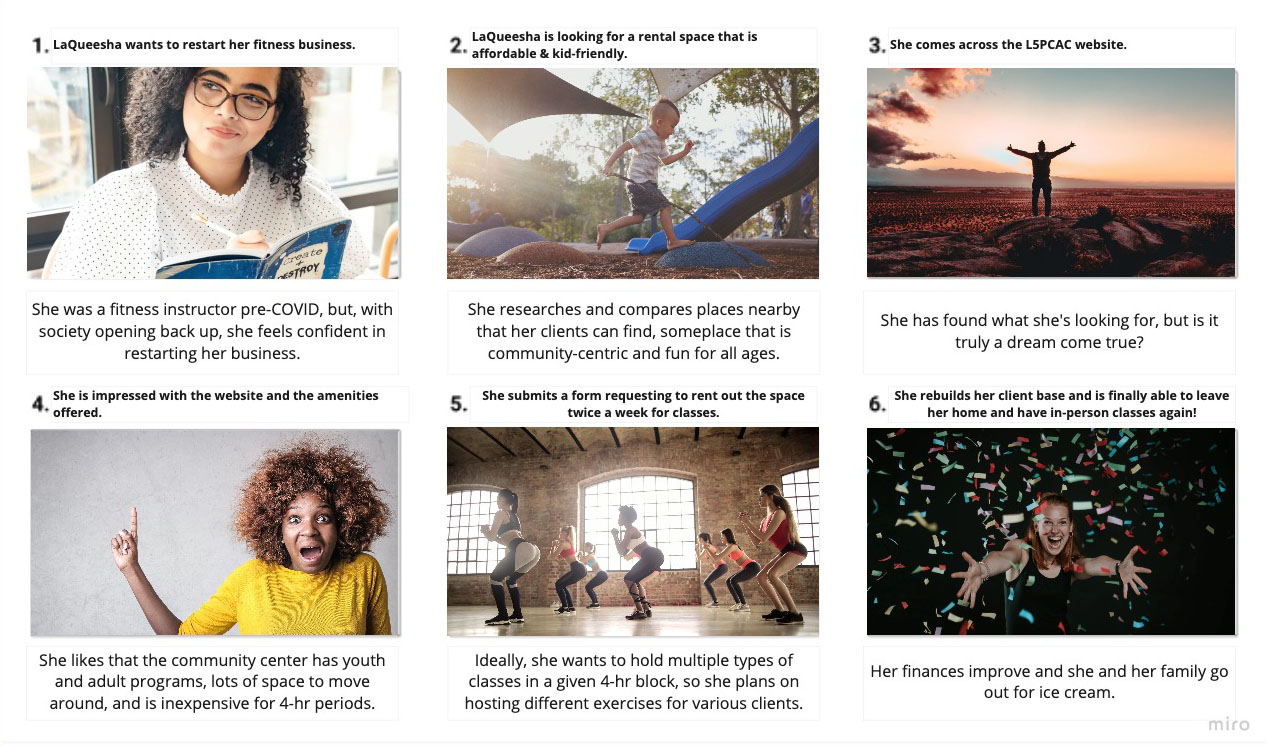 1. LaQueesha wants to restart her fitness business.
2. LaQueesha is looking for a rental space that is
affordable & kid-friendly.
3. She comes across the L5PCAC website.
Create
+
DESTROY
She was a fitness instructor pre-COVID, but, with
society opening back up, she feels confident in
restarting her business.
She researches and compares places nearby
that her clients can find, someplace that is
community-centric and fun for all ages.
She has found what she's looking for, but is it
truly a dream come true?
4. She is impressed with the website and the amenities
offered.
5. She submits a form requesting to rent out the space
twice a week for classes.
6. She rebuilds her client base and is finally able to leave
her home and have in-person classes again!
She likes that the community center has youth
and adult programs, lots of space to move
around, and is inexpensive for 4-hr periods.
Ideally, she wants to hold multiple types of
classes in a given 4-hr block, so she plans on
hosting different exercises for various clients.
Her finances improve and she and her family go
out for ice cream.
miro